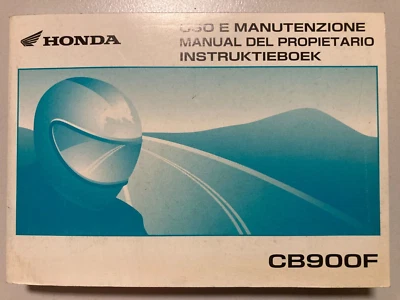 HONDA
USO E MANUTENZIONE
MANUAL DEL PROPIETARIO
INSTRUKTIEBOEK
CB900F